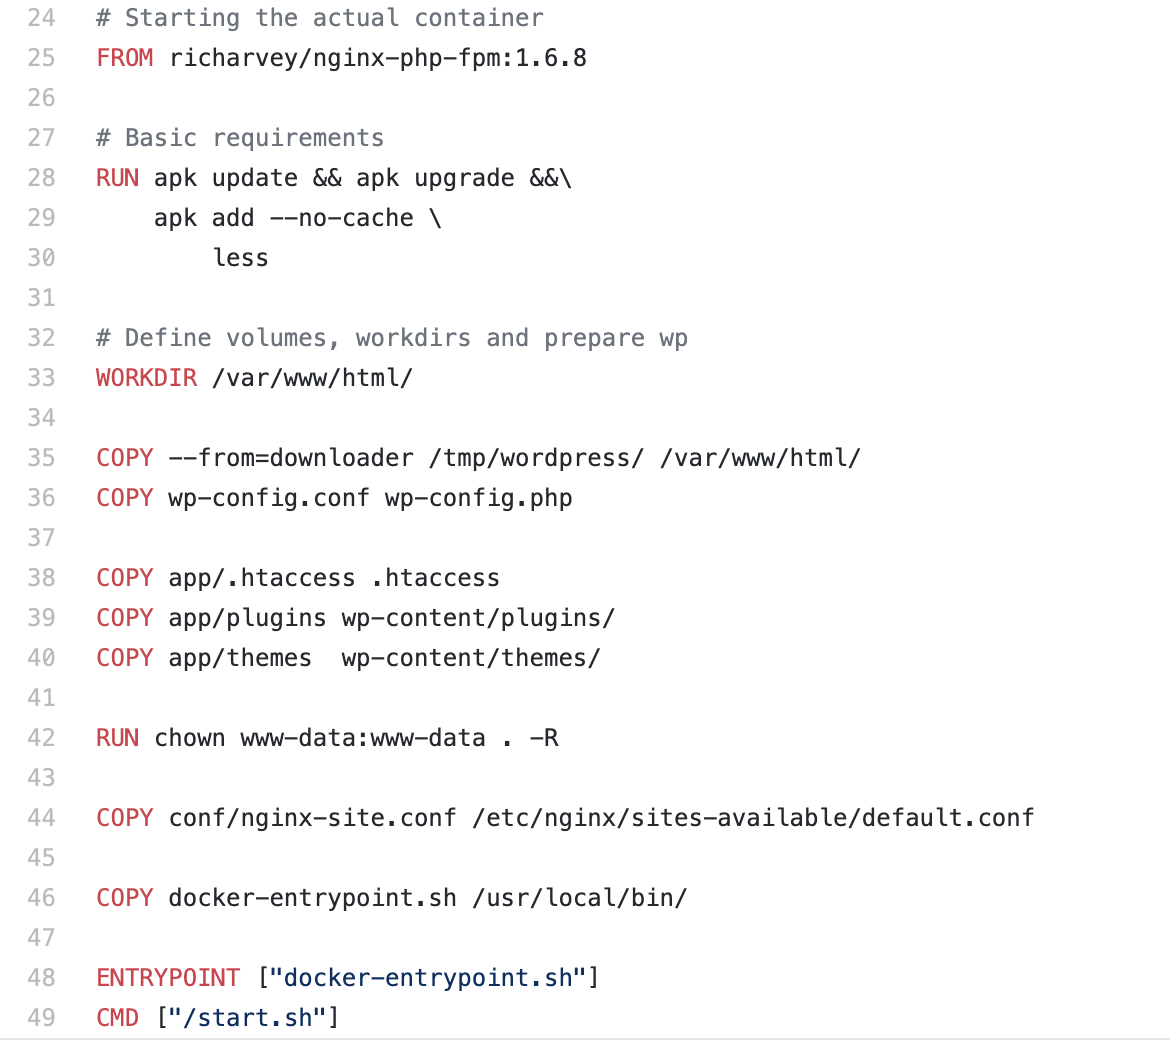 24 # Starting the actual container
25 FROM richarvey/nginx-php-fpm:1.6.8
26
27 # Basic requirements
28 RUN apk update && apk upgrade &&\
29     apk add --no-cache \
30         less
31
32 # Define volumes, workdirs and prepare wp
33 WORKDIR /var/www/html/
34
35 COPY --from=downloader /tmp/wordpress/ /var/www/html/
36 COPY wp-config.conf wp-config.php
37
38 COPY app/.htaccess .htaccess
39 COPY app/plugins wp-content/plugins/
40 COPY app/themes  wp-content/themes/
41
42 RUN chown www-data:www-data . -R
43
44 COPY conf/nginx-site.conf /etc/nginx/sites-available/default.conf
45
46 COPY docker-entrypoint.sh /usr/local/bin/
47
48 ENTRYPOINT ["docker-entrypoint.sh"]
49 CMD ["/start.sh"]